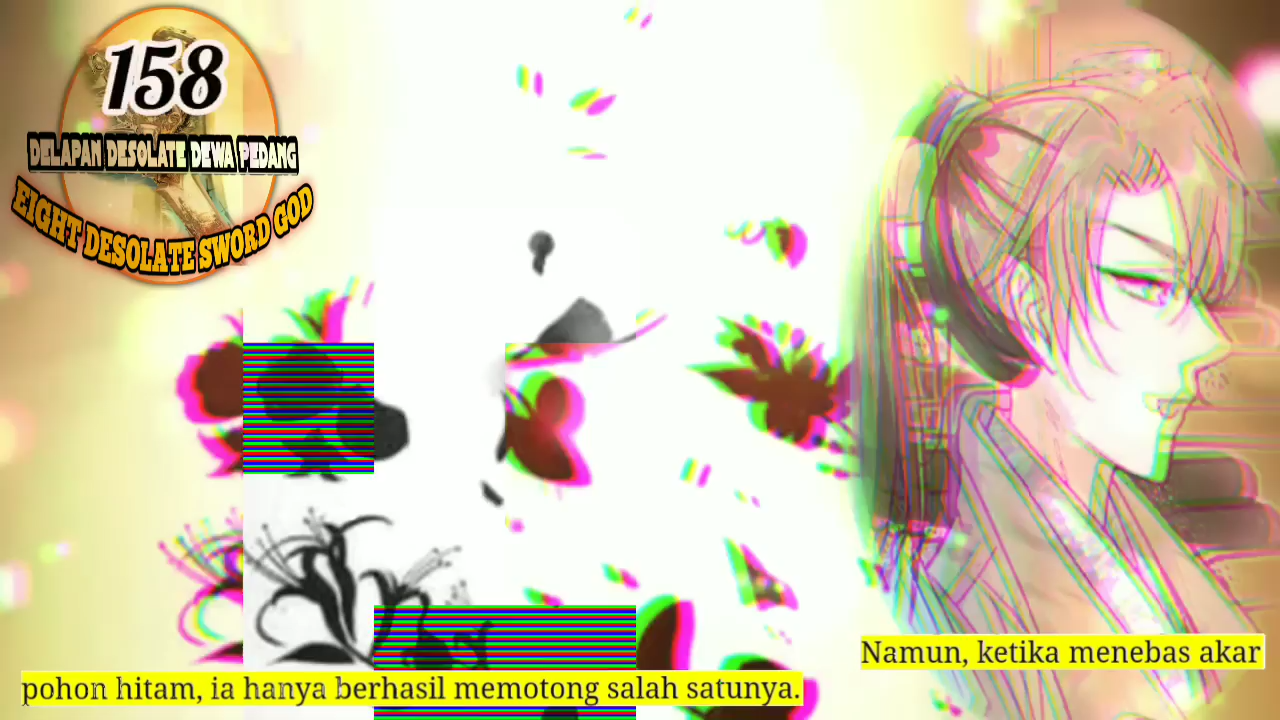 158
DELAPAN DESOLATE DEWA PEDANG
EIGHT DESOLATE SWORD GOD
Namun, ketika menebas akar
pohon hitam, ia hanya berhasil memotong salah satunya.